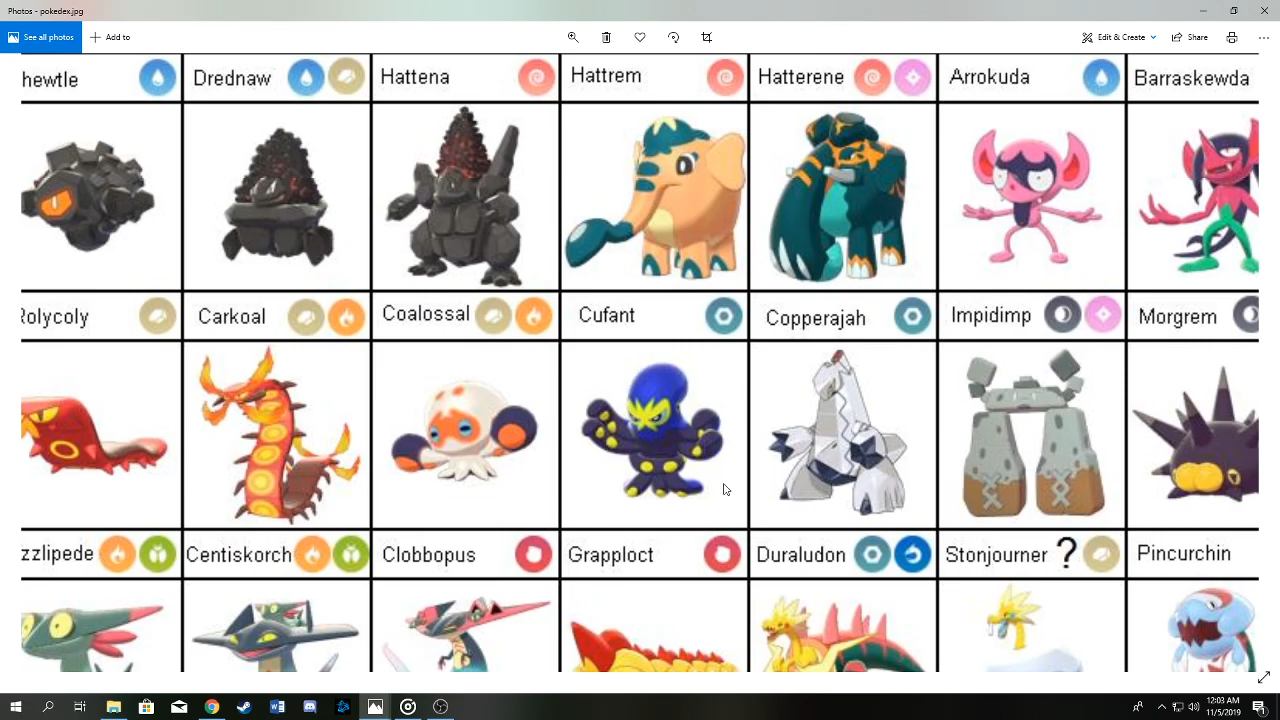 Photos - pokedex.jpg
See all photos
Add to
Edit & Create
Share
hewtle
Drednaw
Hattena
Hattrem
Hatterene
Arrokuda
Barraskewda
Rolycoly
Carkoal
Coalossal
Cufant
Copperajah
Impidimp
Morgrem
zzlipede
Centiskorch
Clobbopus
Grapploct
Duraludon
Stonjourner ?
Pincurchin
12:03 AM
11/5/2019